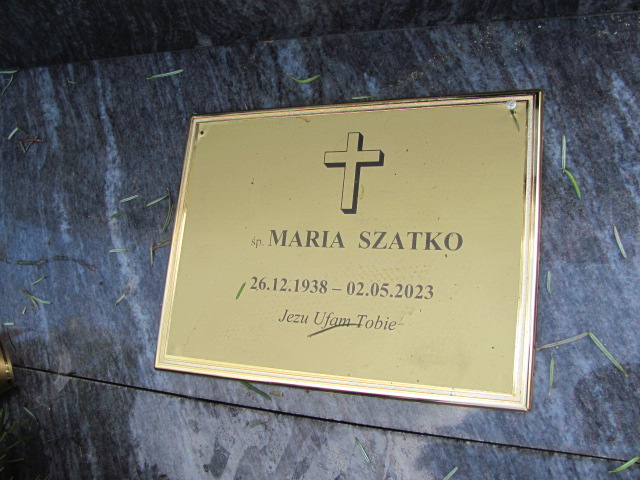 śp. MARIA SZATKO
26.12.1938 – 02.05.2023
Jezu Ufam Tobie